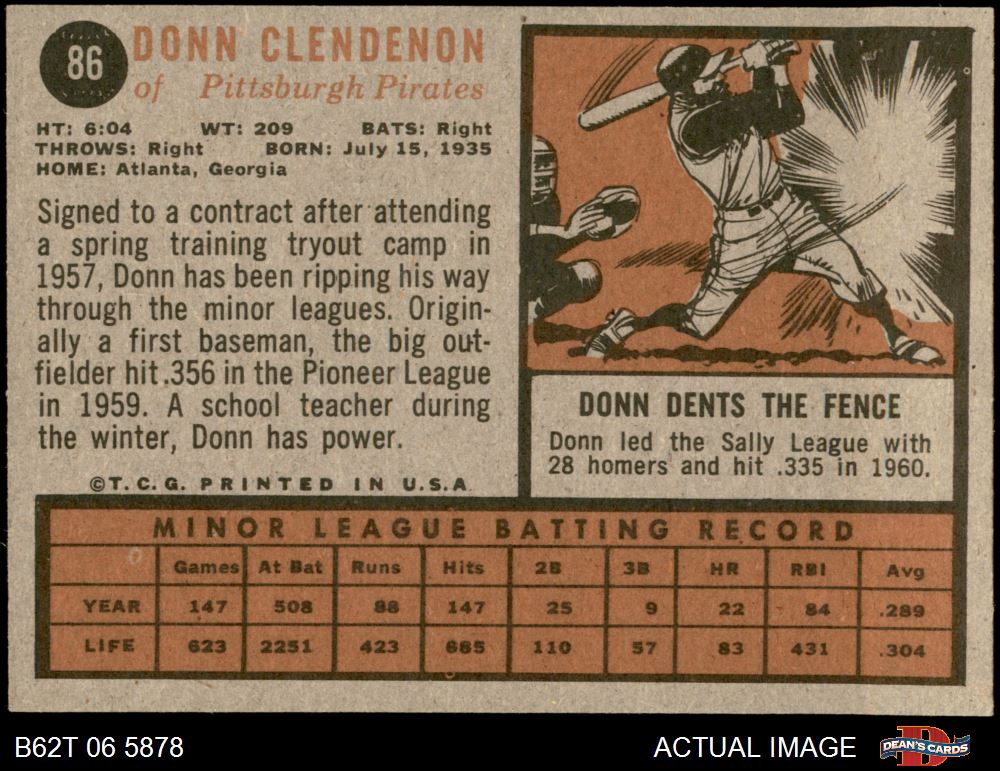 86
DONN CLENDENON
of Pittsburgh Pirates
HT: 6:04 WT: 209 BATS: Right
THROWS: Right BORN: July 15, 1935
HOME: Atlanta, Georgia
Signed to a contract after attending
a spring training tryout camp in
1957, Donn has been ripping his way
through the minor leagues. Origin-
ally a first baseman, the big out-
fielder hit .356 in the Pioneer League
in 1959. A school teacher during
the winter, Donn has power.
©T.C.G. PRINTED IN U.S.A.
DONN DENTS THE FENCE
Donn led the Sally League with
28 homers and hit .335 in 1960.
MINOR LEAGUE BATTING RECORD
Games At Bat Runs Hits 2B 3B HR RBI Avg
YEAR 147 508 88 147 25 9 22 84 .289
LIFE 623 2251 423 685 110 57 83 431 .304
B62T 06 5878
ACTUAL IMAGE
DEAN'S CARDS